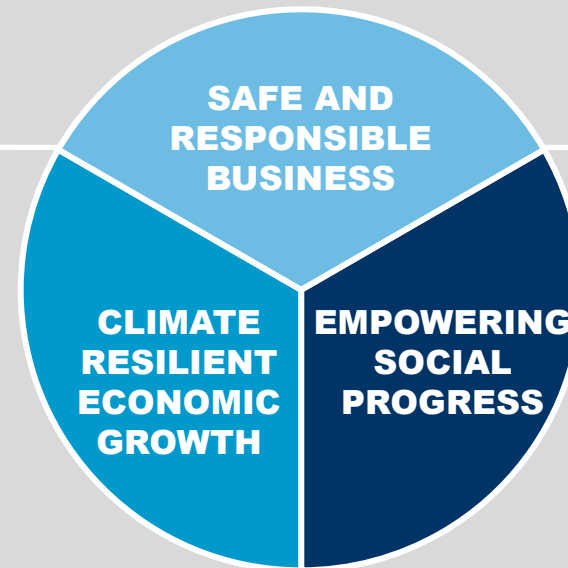 SAFE AND
RESPONSIBLE
BUSINESS
CLIMATE
RESILIENT
ECONOMIC
GROWTH
EMPOWERING
SOCIAL
PROGRESS